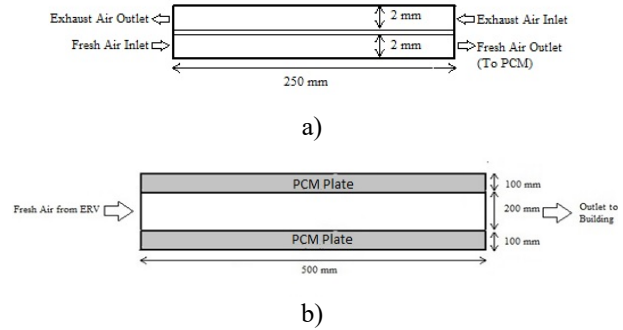 Exhaust Air Outlet
2 mm
Exhaust Air Inlet
Fresh Air Inlet
2 mm
Fresh Air Outlet
(To PCM)
250 mm
a)
PCM Plate
100 mm
Fresh Air from ERV
200 mm
Outlet to
Building
PCM Plate
100 mm
500 mm
b)